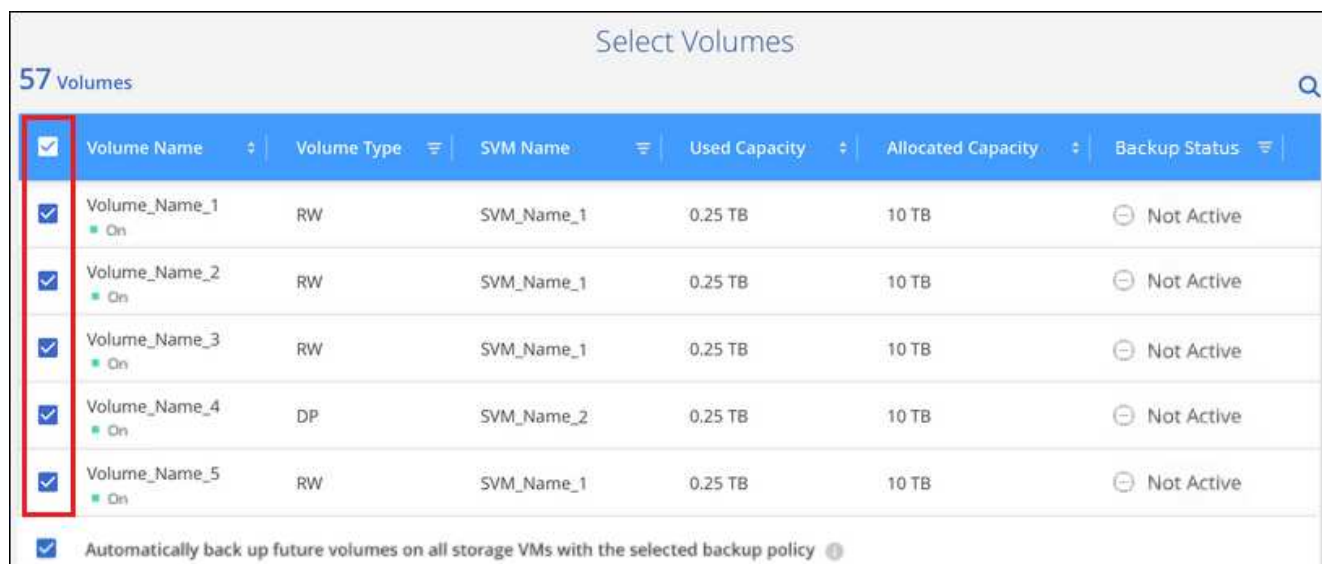 Select Volumes
57 Volumes
Volume Name Volume Type SVM Name Used Capacity Allocated Capacity Backup Status
Volume_Name_1 RW SVM_Name_1 0.25 TB 10 TB Not Active
On
Volume_Name_2 RW SVM_Name_1 0.25 TB 10 TB Not Active
On
Volume_Name_3 RW SVM_Name_1 0.25 TB 10 TB Not Active
On
Volume_Name_4 DP SVM_Name_2 0.25 TB 10 TB Not Active
On
Volume_Name_5 RW SVM_Name_1 0.25 TB 10 TB Not Active
On
Automatically back up future volumes on all storage VMs with the selected backup policy